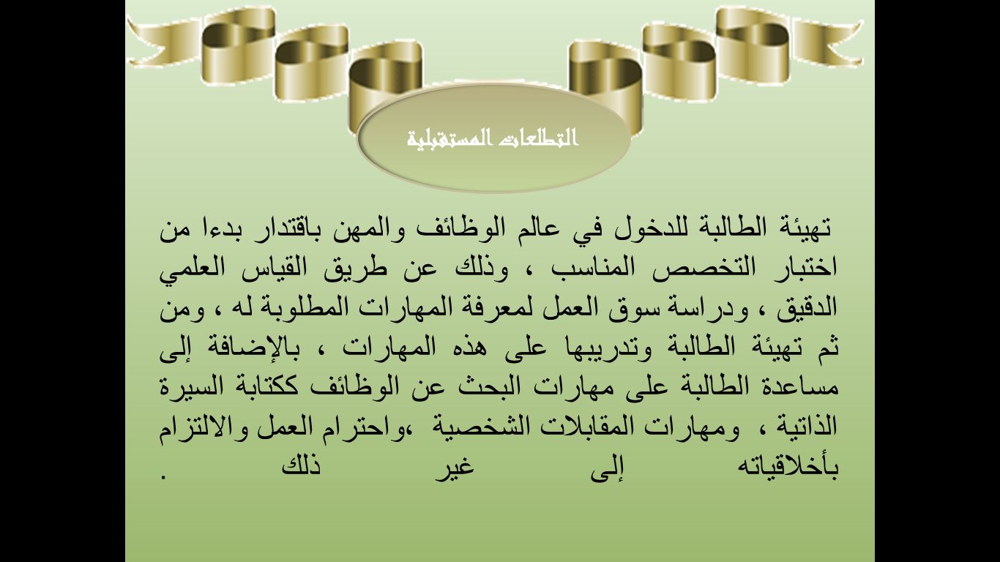 التطلعات المستقبلية
تهيئة الطالبة للدخول في عالم الوظائف والمهن باقتدار بدءا من
اختبار التخصص المناسب ، وذلك عن طريق القياس العلمي
الدقيق ، ودراسة سوق العمل لمعرفة المهارات المطلوبة له ، ومن
ثم تهيئة الطالبة وتدريبها على هذه المهارات ، بالإضافة إلى
مساعدة الطالبة على مهارات البحث عن الوظائف ككتابة السيرة
الذاتية ، ومهارات المقابلات الشخصية ،واحترام العمل والالتزام
بأخلاقياته إلى غير ذلك .